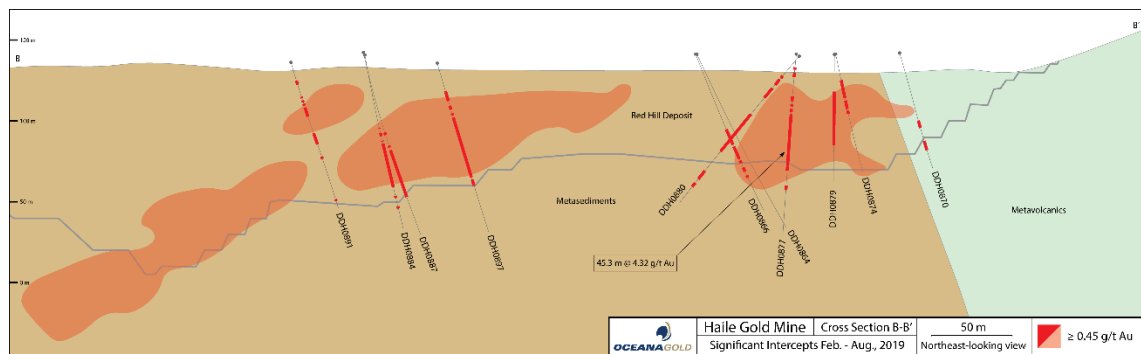 B'
120 m
B
100 m
Red Hill Deposit
50 m
0 m
Metasediments
Metavolcanics
DDH0891
DDH0884
DDH0887
DDH0897
DDH0880
DDH0866
DDH0864
DDH0877
DDH0879
DDH0874
DDH0870
45.3 m @ 4.32 g/t Au
OCEANAGOLD
Haile Gold Mine
Cross Section B-B'
50 m
≥ 0.45 g/t Au
Significant Intercepts Feb. - Aug., 2019
Northeast-looking view